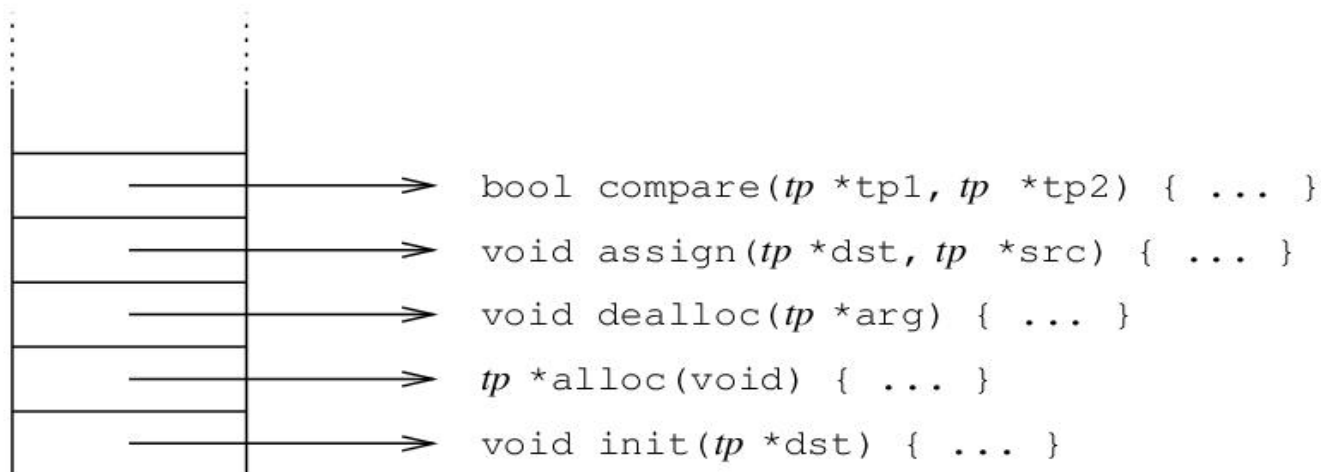 bool compare(tp *tp1, tp *tp2) { ... }
void assign(tp *dst, tp *src) { ... }
void dealloc(tp *arg) { ... }
tp *alloc(void) { ... }
void init(tp *dst) { ... }